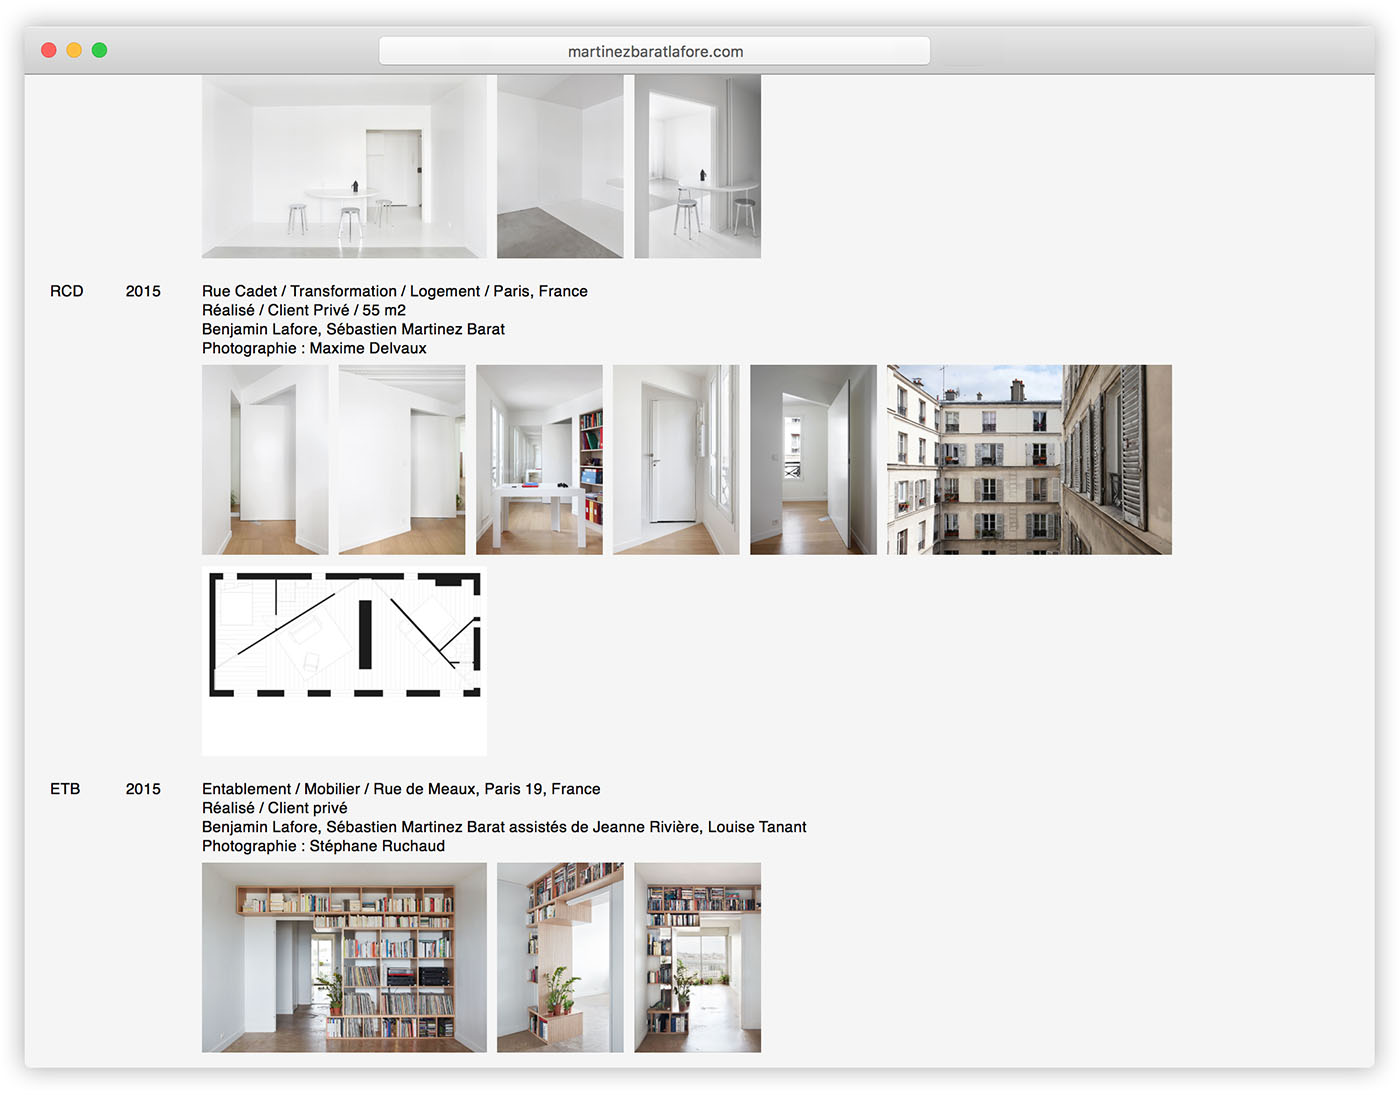 martinezbaratlafore.com
RCD 2015 Rue Cadet / Transformation / Logement / Paris, France
Réalisé / Client Privé / 55 m2
Benjamin Lafore, Sébastien Martinez Barat
Photographie : Maxime Delvaux
ETB 2015 Entablement / Mobilier / Rue de Meaux, Paris 19, France
Réalisé / Client privé
Benjamin Lafore, Sébastien Martinez Barat assistés de Jeanne Rivière, Louise Tanant
Photographie : Stéphane Ruchaud